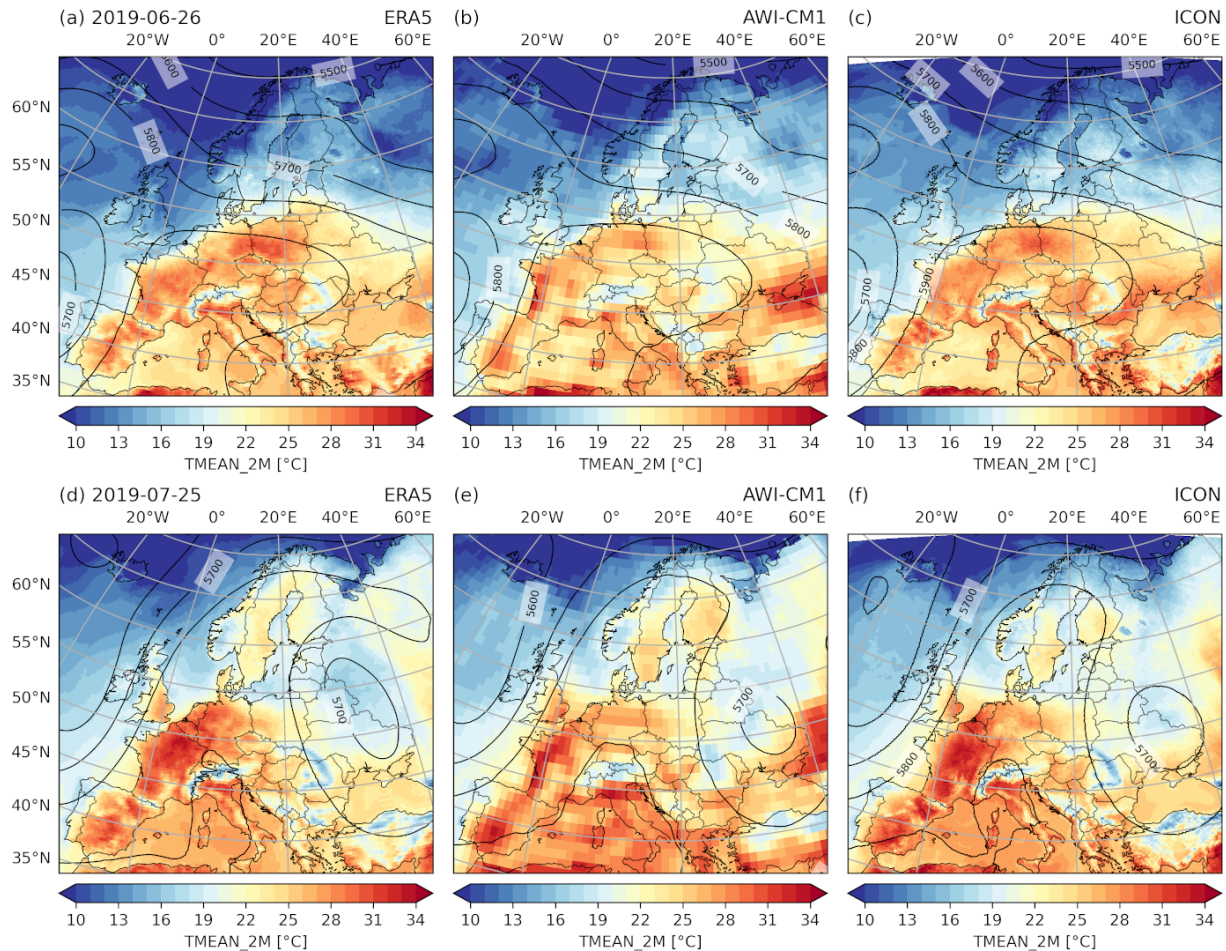 (a) 2019-06-26 ERA5
20°W 0° 20°E 40°E 60°E
60°N
55°N
50°N
45°N
40°N
35°N
5600
5500
5800
5700
5700
10 13 16 19 22 25 28 31 34
TMEAN_2M [°C]
(b) AWI-CM1
20°W 0° 20°E 40°E 60°E
5500
5700
5800
5800
10 13 16 19 22 25 28 31 34
TMEAN_2M [°C]
(c) ICON
20°W 0° 20°E 40°E 60°E
5700
5600
5500
5800
5700
5900
5800
10 13 16 19 22 25 28 31 34
TMEAN_2M [°C]
(d) 2019-07-25 ERA5
20°W 0° 20°E 40°E 60°E
60°N
55°N
50°N
45°N
40°N
35°N
5700
5700
10 13 16 19 22 25 28 31 34
TMEAN_2M [°C]
(e) AWI-CM1
20°W 0° 20°E 40°E 60°E
5600
5700
10 13 16 19 22 25 28 31 34
TMEAN_2M [°C]
(f) ICON
20°W 0° 20°E 40°E 60°E
5700
5800
5700
10 13 16 19 22 25 28 31 34
TMEAN_2M [°C]